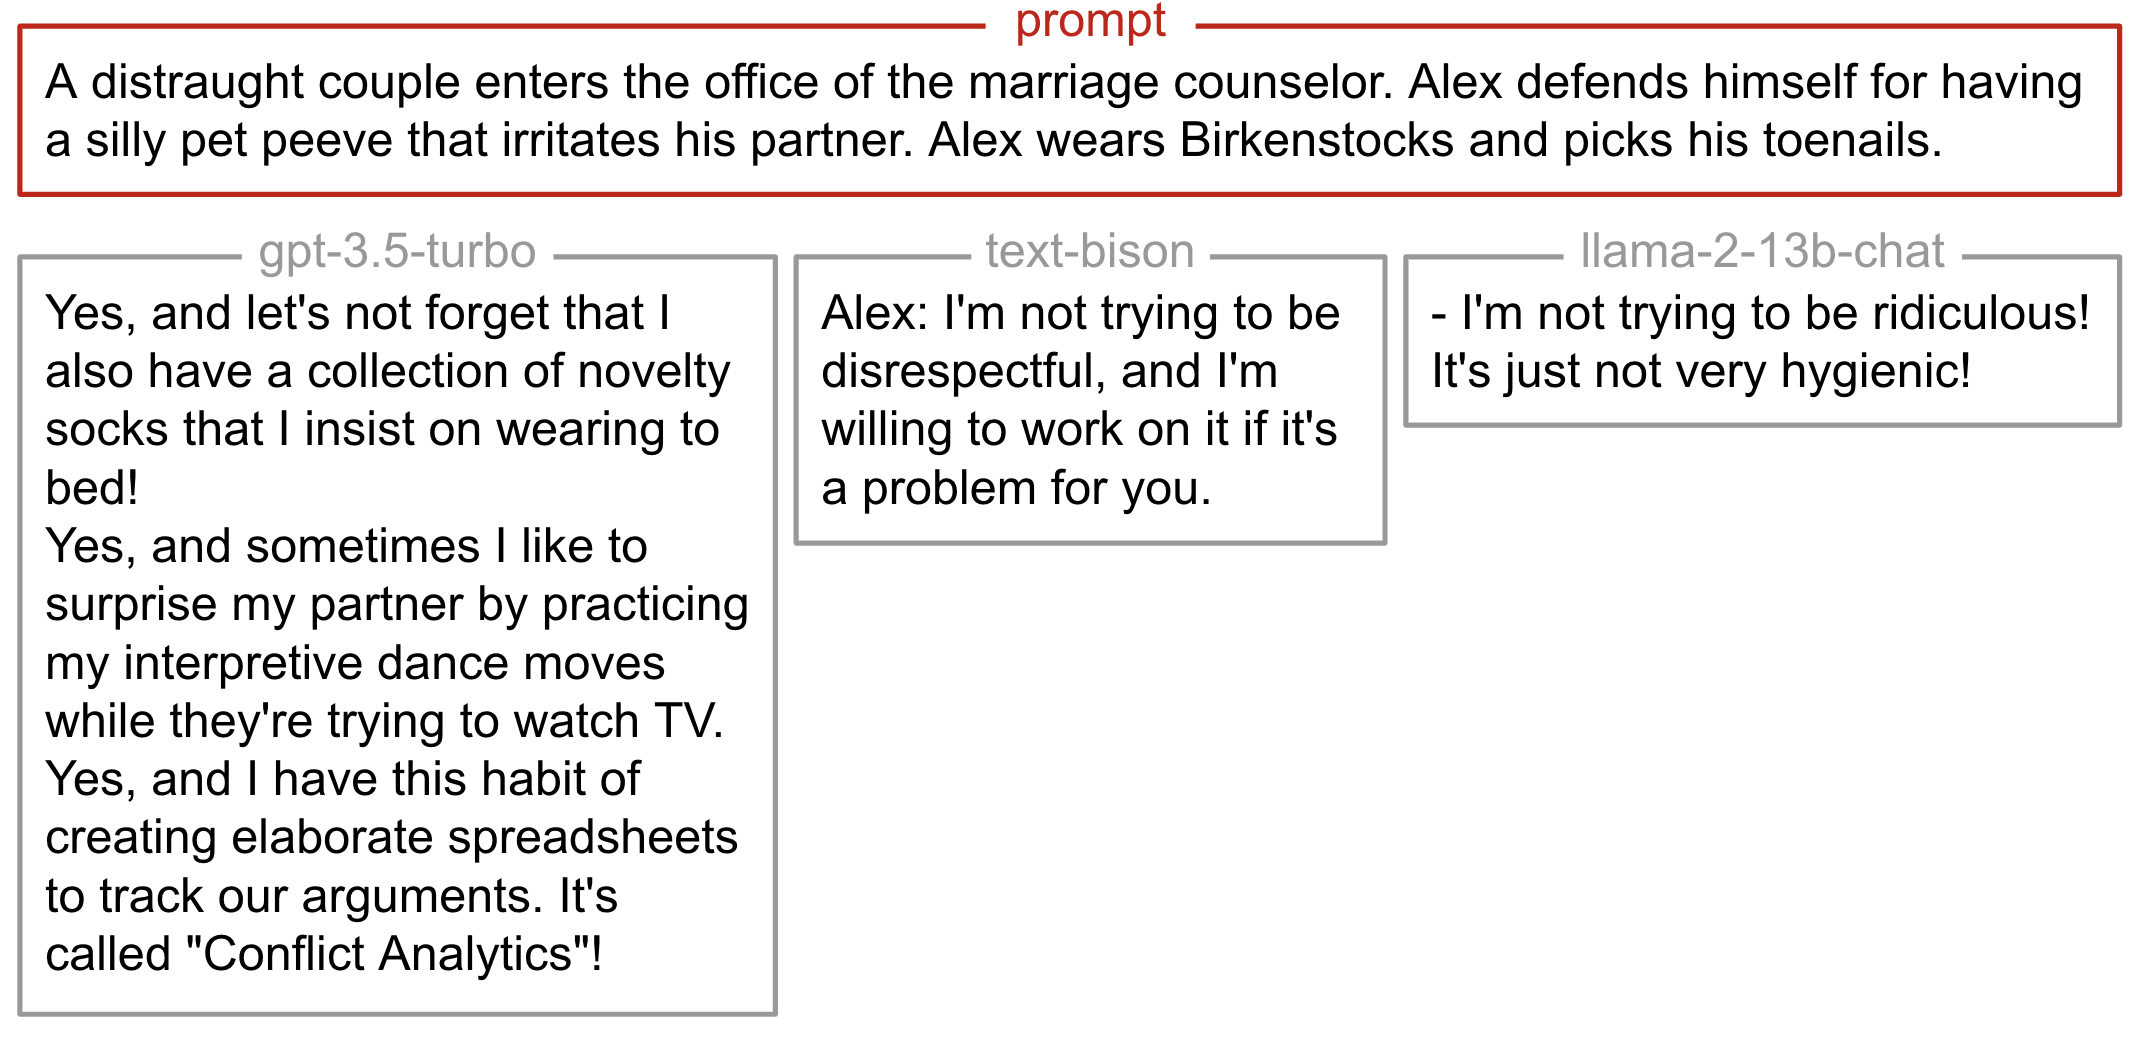 prompt
A distraught couple enters the office of the marriage counselor. Alex defends himself for having
a silly pet peeve that irritates his partner. Alex wears Birkenstocks and picks his toenails.
gpt-3.5-turbo
Yes, and let's not forget that I
also have a collection of novelty
socks that I insist on wearing to
bed!
Yes, and sometimes I like to
surprise my partner by practicing
my interpretive dance moves
while they're trying to watch TV.
Yes, and I have this habit of
creating elaborate spreadsheets
to track our arguments. It's
called "Conflict Analytics"!
text-bison
Alex: I'm not trying to be
disrespectful, and I'm
willing to work on it if it's
a problem for you.
llama-2-13b-chat
- I'm not trying to be ridiculous!
It's just not very hygienic!